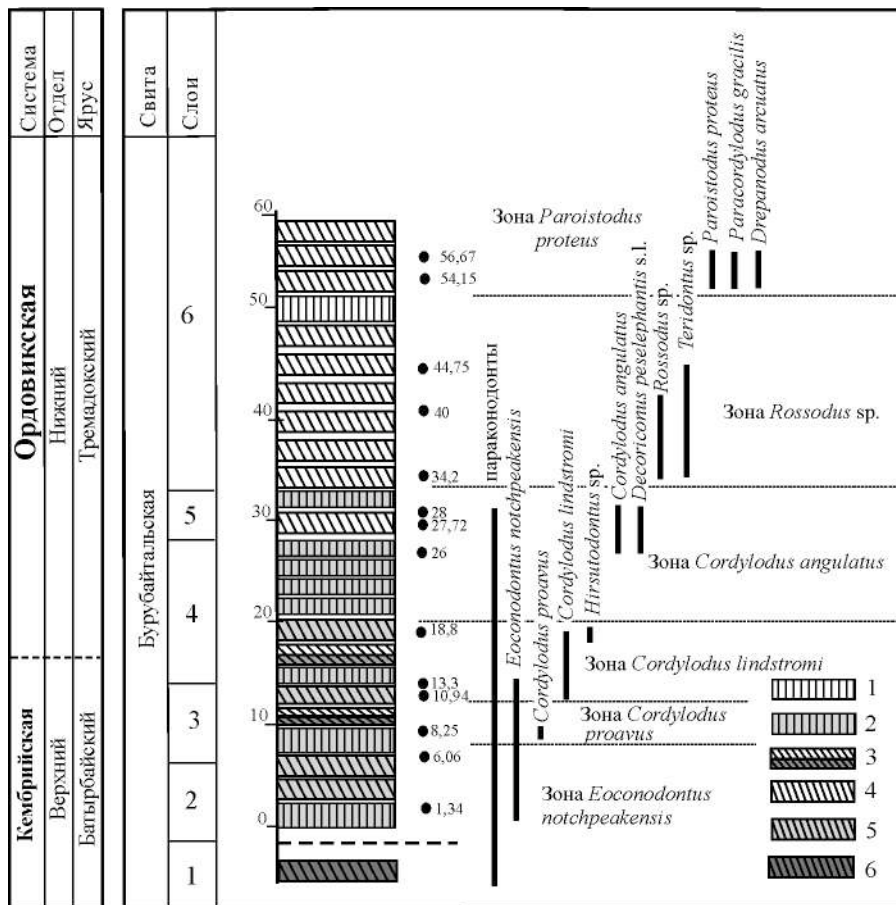 Система
Отдел
Ярус
Свита
Слои
Ордовикская
Нижний
Тремадокский
Кембрийская
Верхний
Батырбайский
Бурубайтальская
6
5
4
3
2
1
60
50
40
30
20
10
0
56,67
54,15
44,75
40
34,2
28
27,72
26
18,8
13,3
10,94
8,25
6,06
1,34
параконодонты
Eoconodontus notchpeakensis
Cordylodus proavus
Cordylodus lindstromi
Hirsutodontus sp.
Cordylodus angulatus
Decoriconus peselephantis s.l.
Rossodus sp.
Teridontus sp.
Paroistodus proteus
Paracordylodus gracilis
Drepanodus arcuatus
Зона Paroistodus
proteus
Зона Rossodus sp.
Зона Cordylodus angulatus
Зона Cordylodus lindstromi
Зона Cordylodus
proavus
Зона Eoconodontus
notchpeakensis
1
2
3
4
5
6